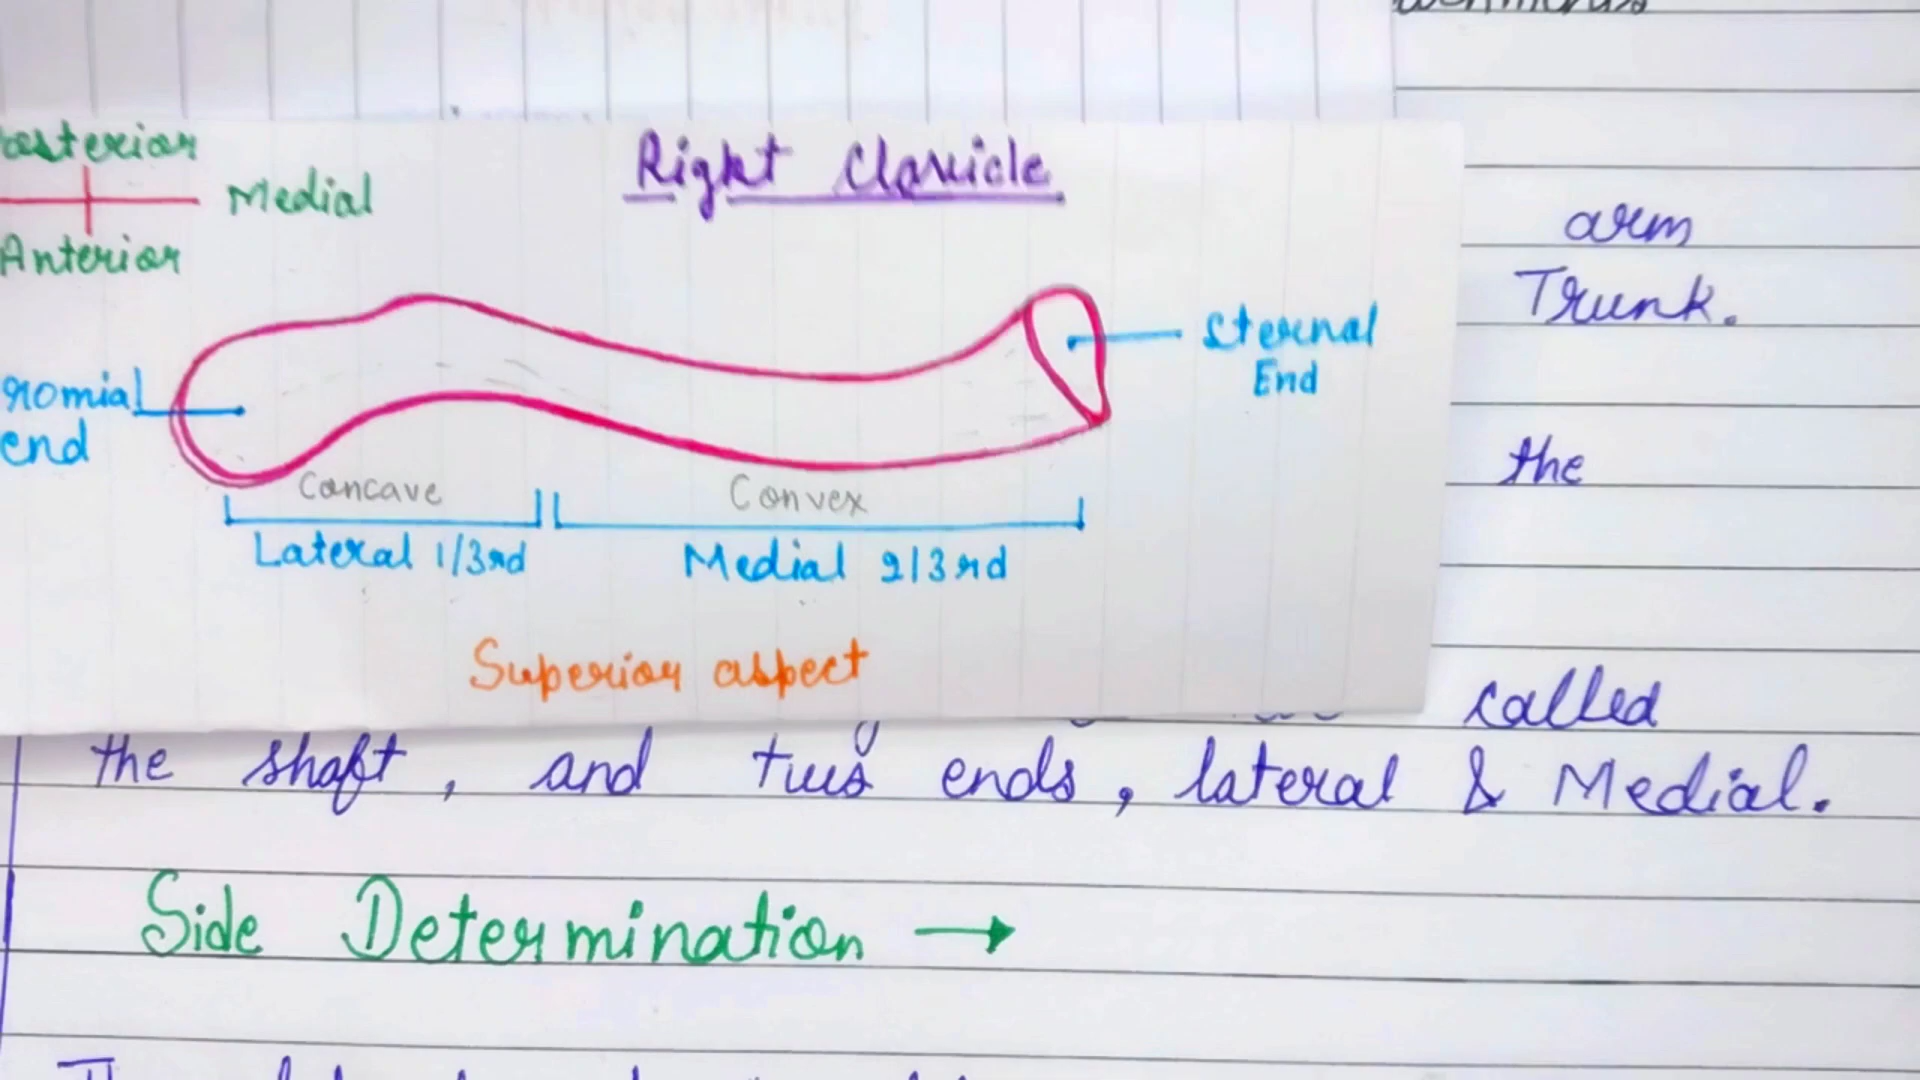 Posterior
Medial
Anterior
Right Clavicle
romial
end
Sternal
End
Concave
Convex
Lateral 1/3rd
Medial 2/3rd
Superior aspect
arm
Trunk.
the
called
the shaft, and two ends, lateral & Medial.
Side Determination →